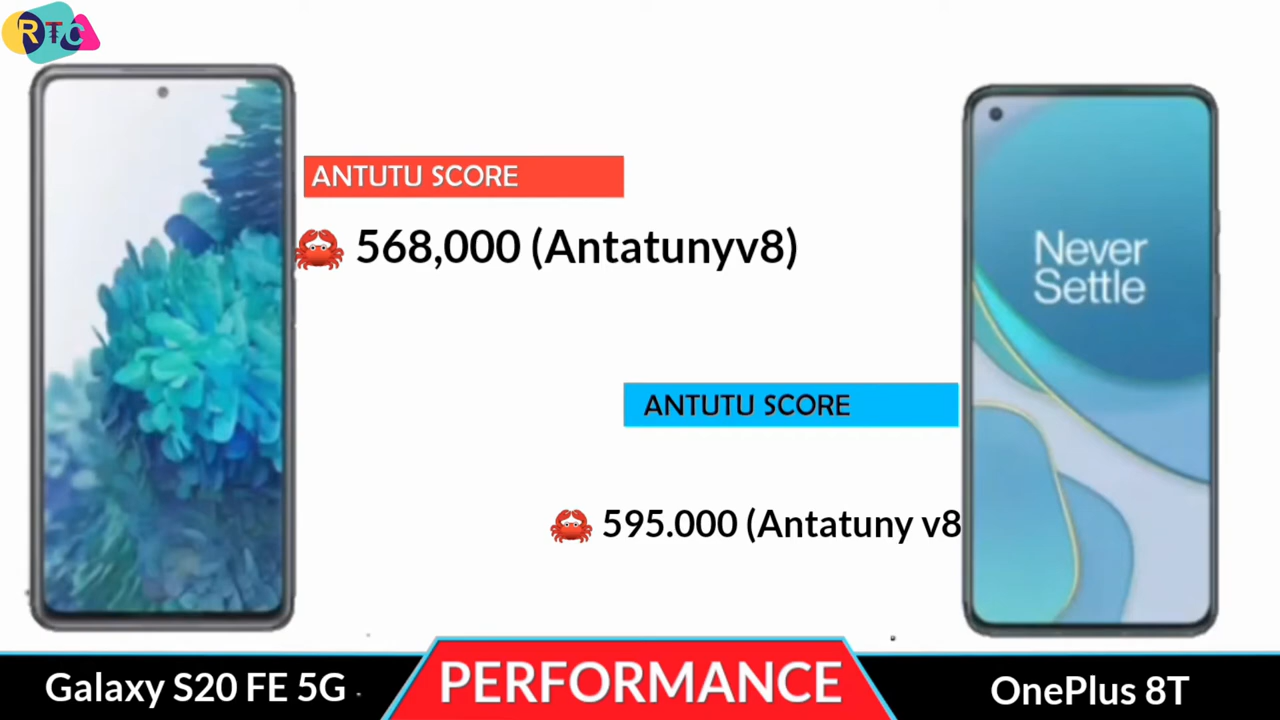 RTC
ANTUTU SCORE
🦀 568,000 (Antatunyv8)
Never
Settle
ANTUTU SCORE
🦀 595.000 (Antatuny v8
Galaxy S20 FE 5G
PERFORMANCE
OnePlus 8T